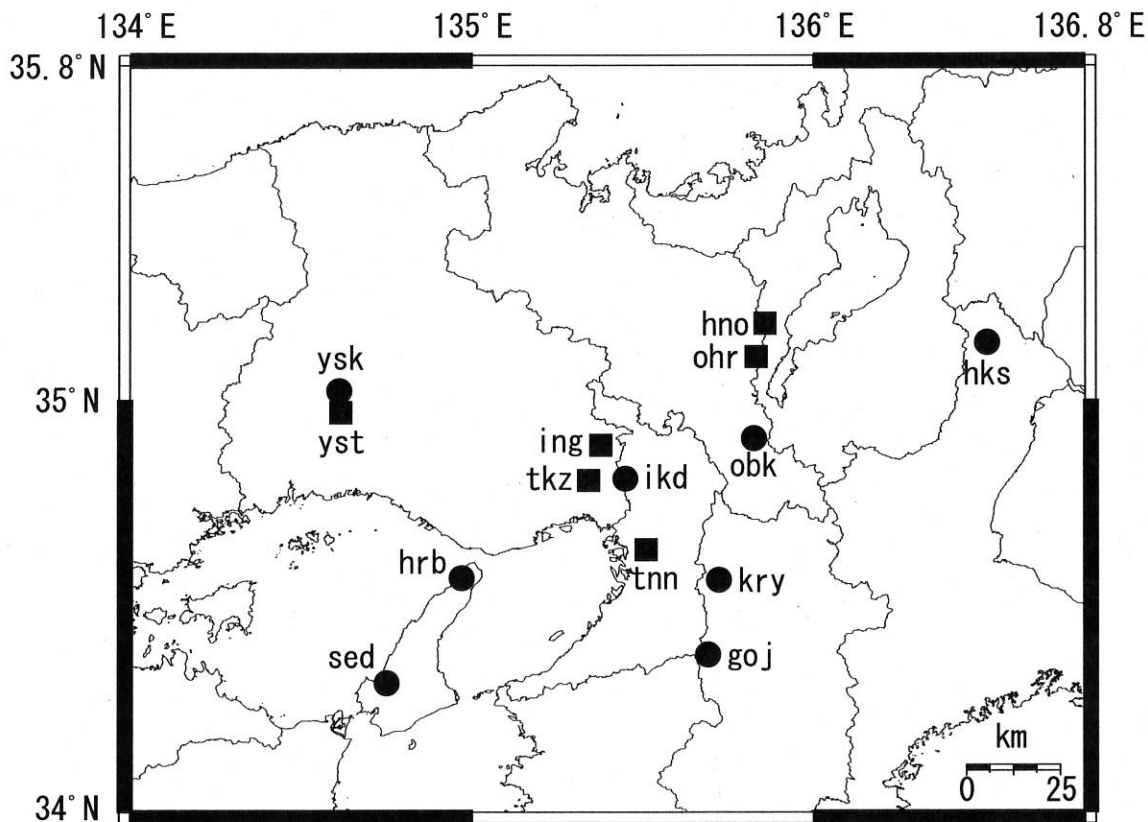 134°E 135°E 136°E 136.8°E
35.8°N
hno
ohr
hks
ysk
35°N
yst
ing
obk
tkz ikd
hrb
tnn kry
sed
goj
km
0 25
34°N